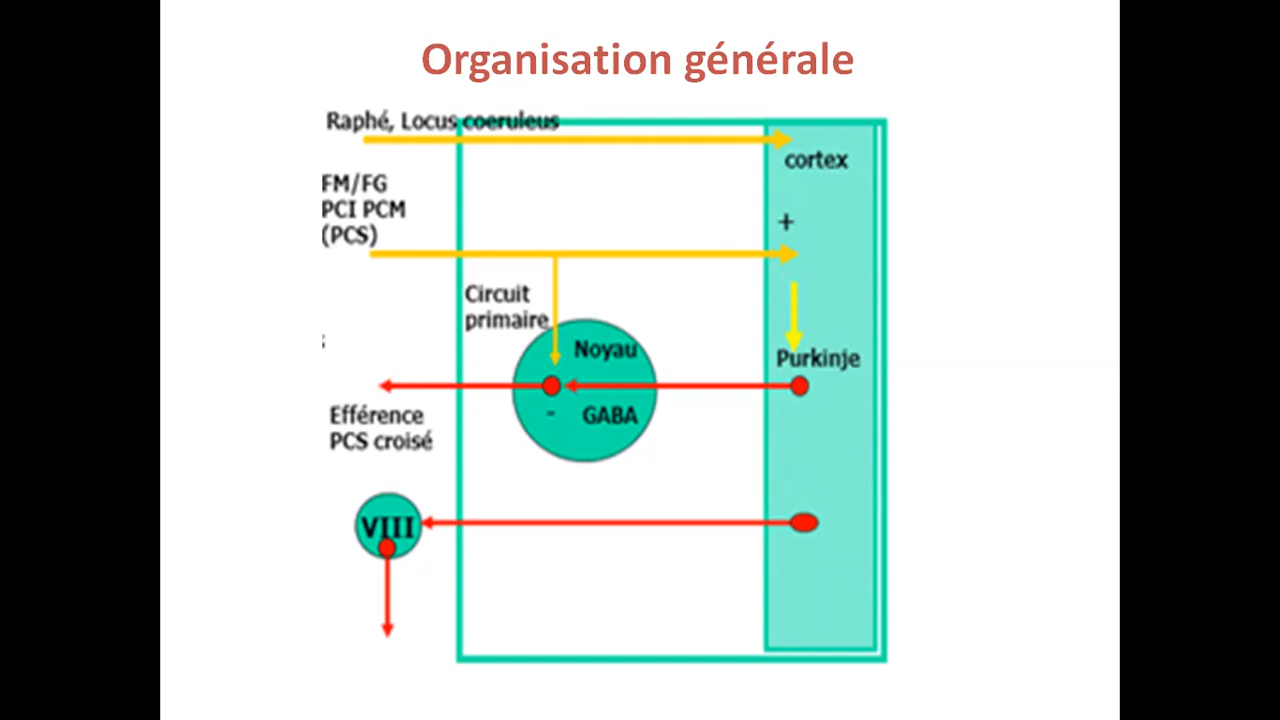 Organisation générale
Raphé, Locus coeruleus
cortex
FM/FG
PCI PCM
(PCS)
+
Circuit
primaire
Noyau
Purkinje
- GABA
Efférence
PCS croisé
VIII